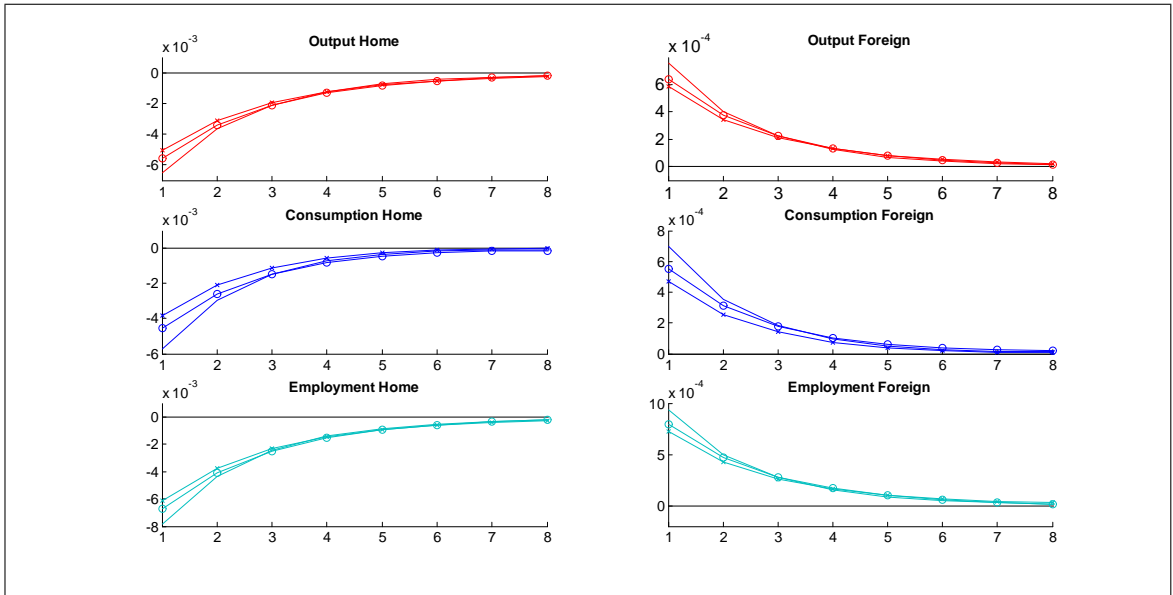 Output Home
x 10^-3
0
-2
-4
-6
1 2 3 4 5 6 7 8
Output Foreign
x 10^-4
6
4
2
0
1 2 3 4 5 6 7 8
Consumption Home
x 10^-3
0
-2
-4
-6
1 2 3 4 5 6 7 8
Consumption Foreign
x 10^-4
8
6
4
2
0
1 2 3 4 5 6 7 8
Employment Home
x 10^-3
0
-2
-4
-6
-8
1 2 3 4 5 6 7 8
Employment Foreign
x 10^-4
10
5
0
1 2 3 4 5 6 7 8